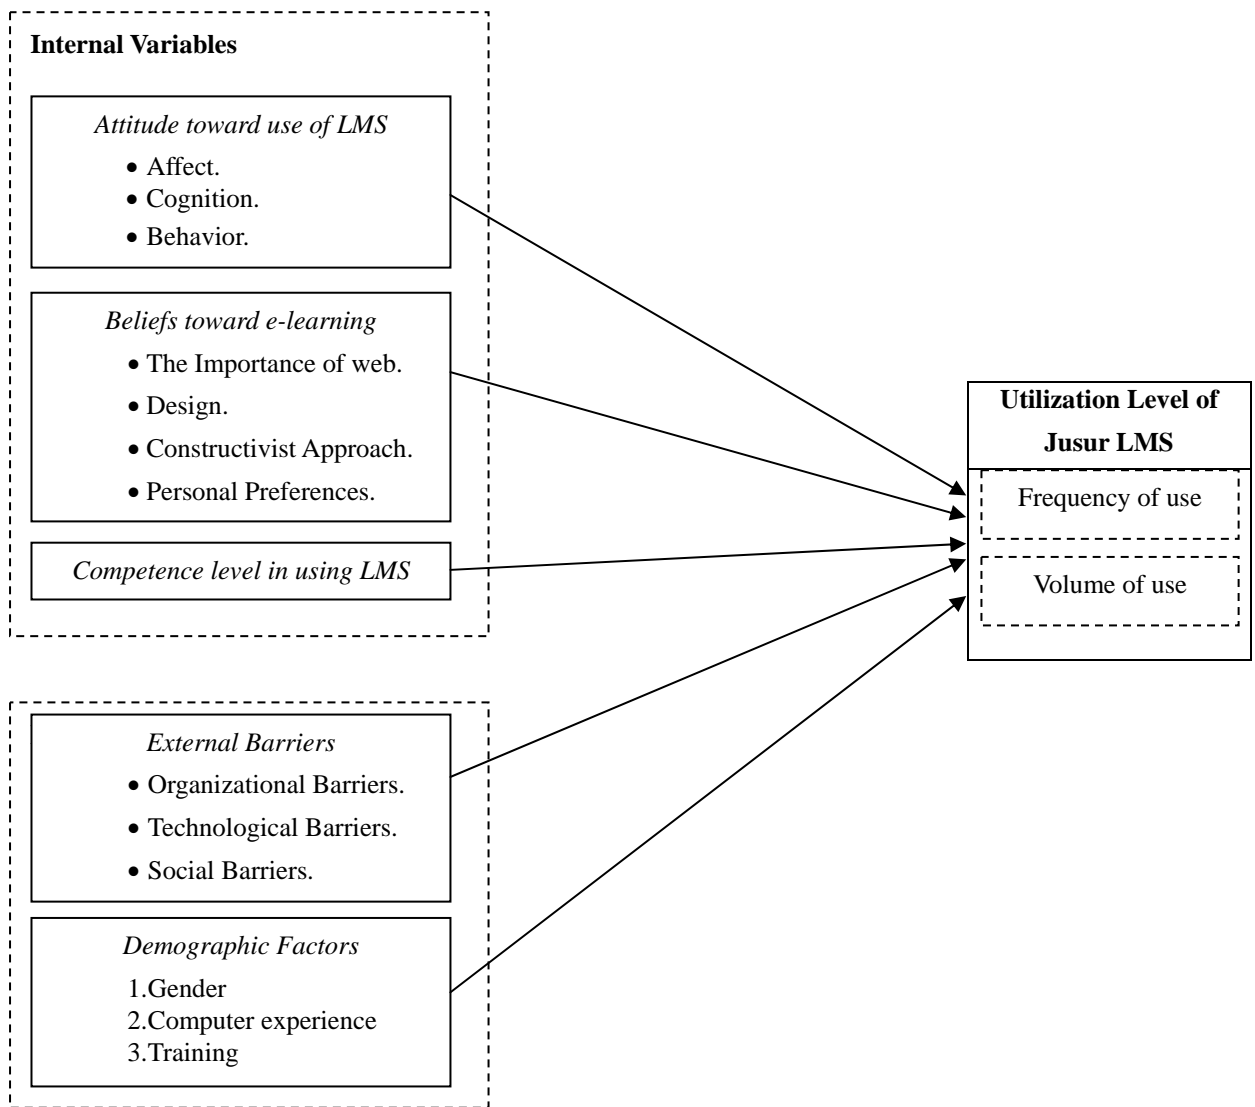 Internal Variables
Attitude toward use of LMS
• Affect.
• Cognition.
• Behavior.
Beliefs toward e-learning
• The Importance of web.
• Design.
• Constructivist Approach.
• Personal Preferences.
Competence level in using LMS
External Barriers
• Organizational Barriers.
• Technological Barriers.
• Social Barriers.
Demographic Factors
1.Gender
2.Computer experience
3.Training
Utilization Level of
Jusur LMS
Frequency of use
Volume of use